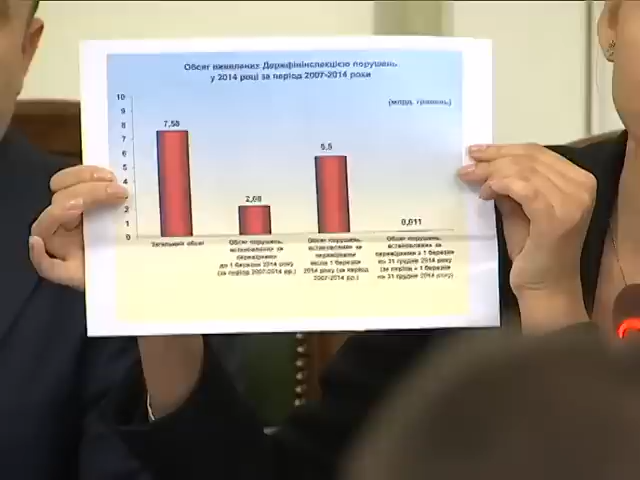 Обсяг виявлених Держфінінспекцією порушень
у 2014 році за період 2007-2014 роки
(млрд. гривень)
10
9
8
7
6
5
4
2
1
0
7,58
2,08
5,5
0,011
Загальний обсяг
Обсяг порушень,
встановлених за
перевірками
до 1 березня 2014 року
(за період 2007-2014 рр.)
Обсяг порушень,
встановлених за
перевірками
після 1 березня
2014 року (за період
2007-2014 рр.)
Обсяг порушень,
встановлених за
перевірками з 1 березня
по 31 грудня 2014 року
(за період з 1 березня
по 31 грудня 2014 року)